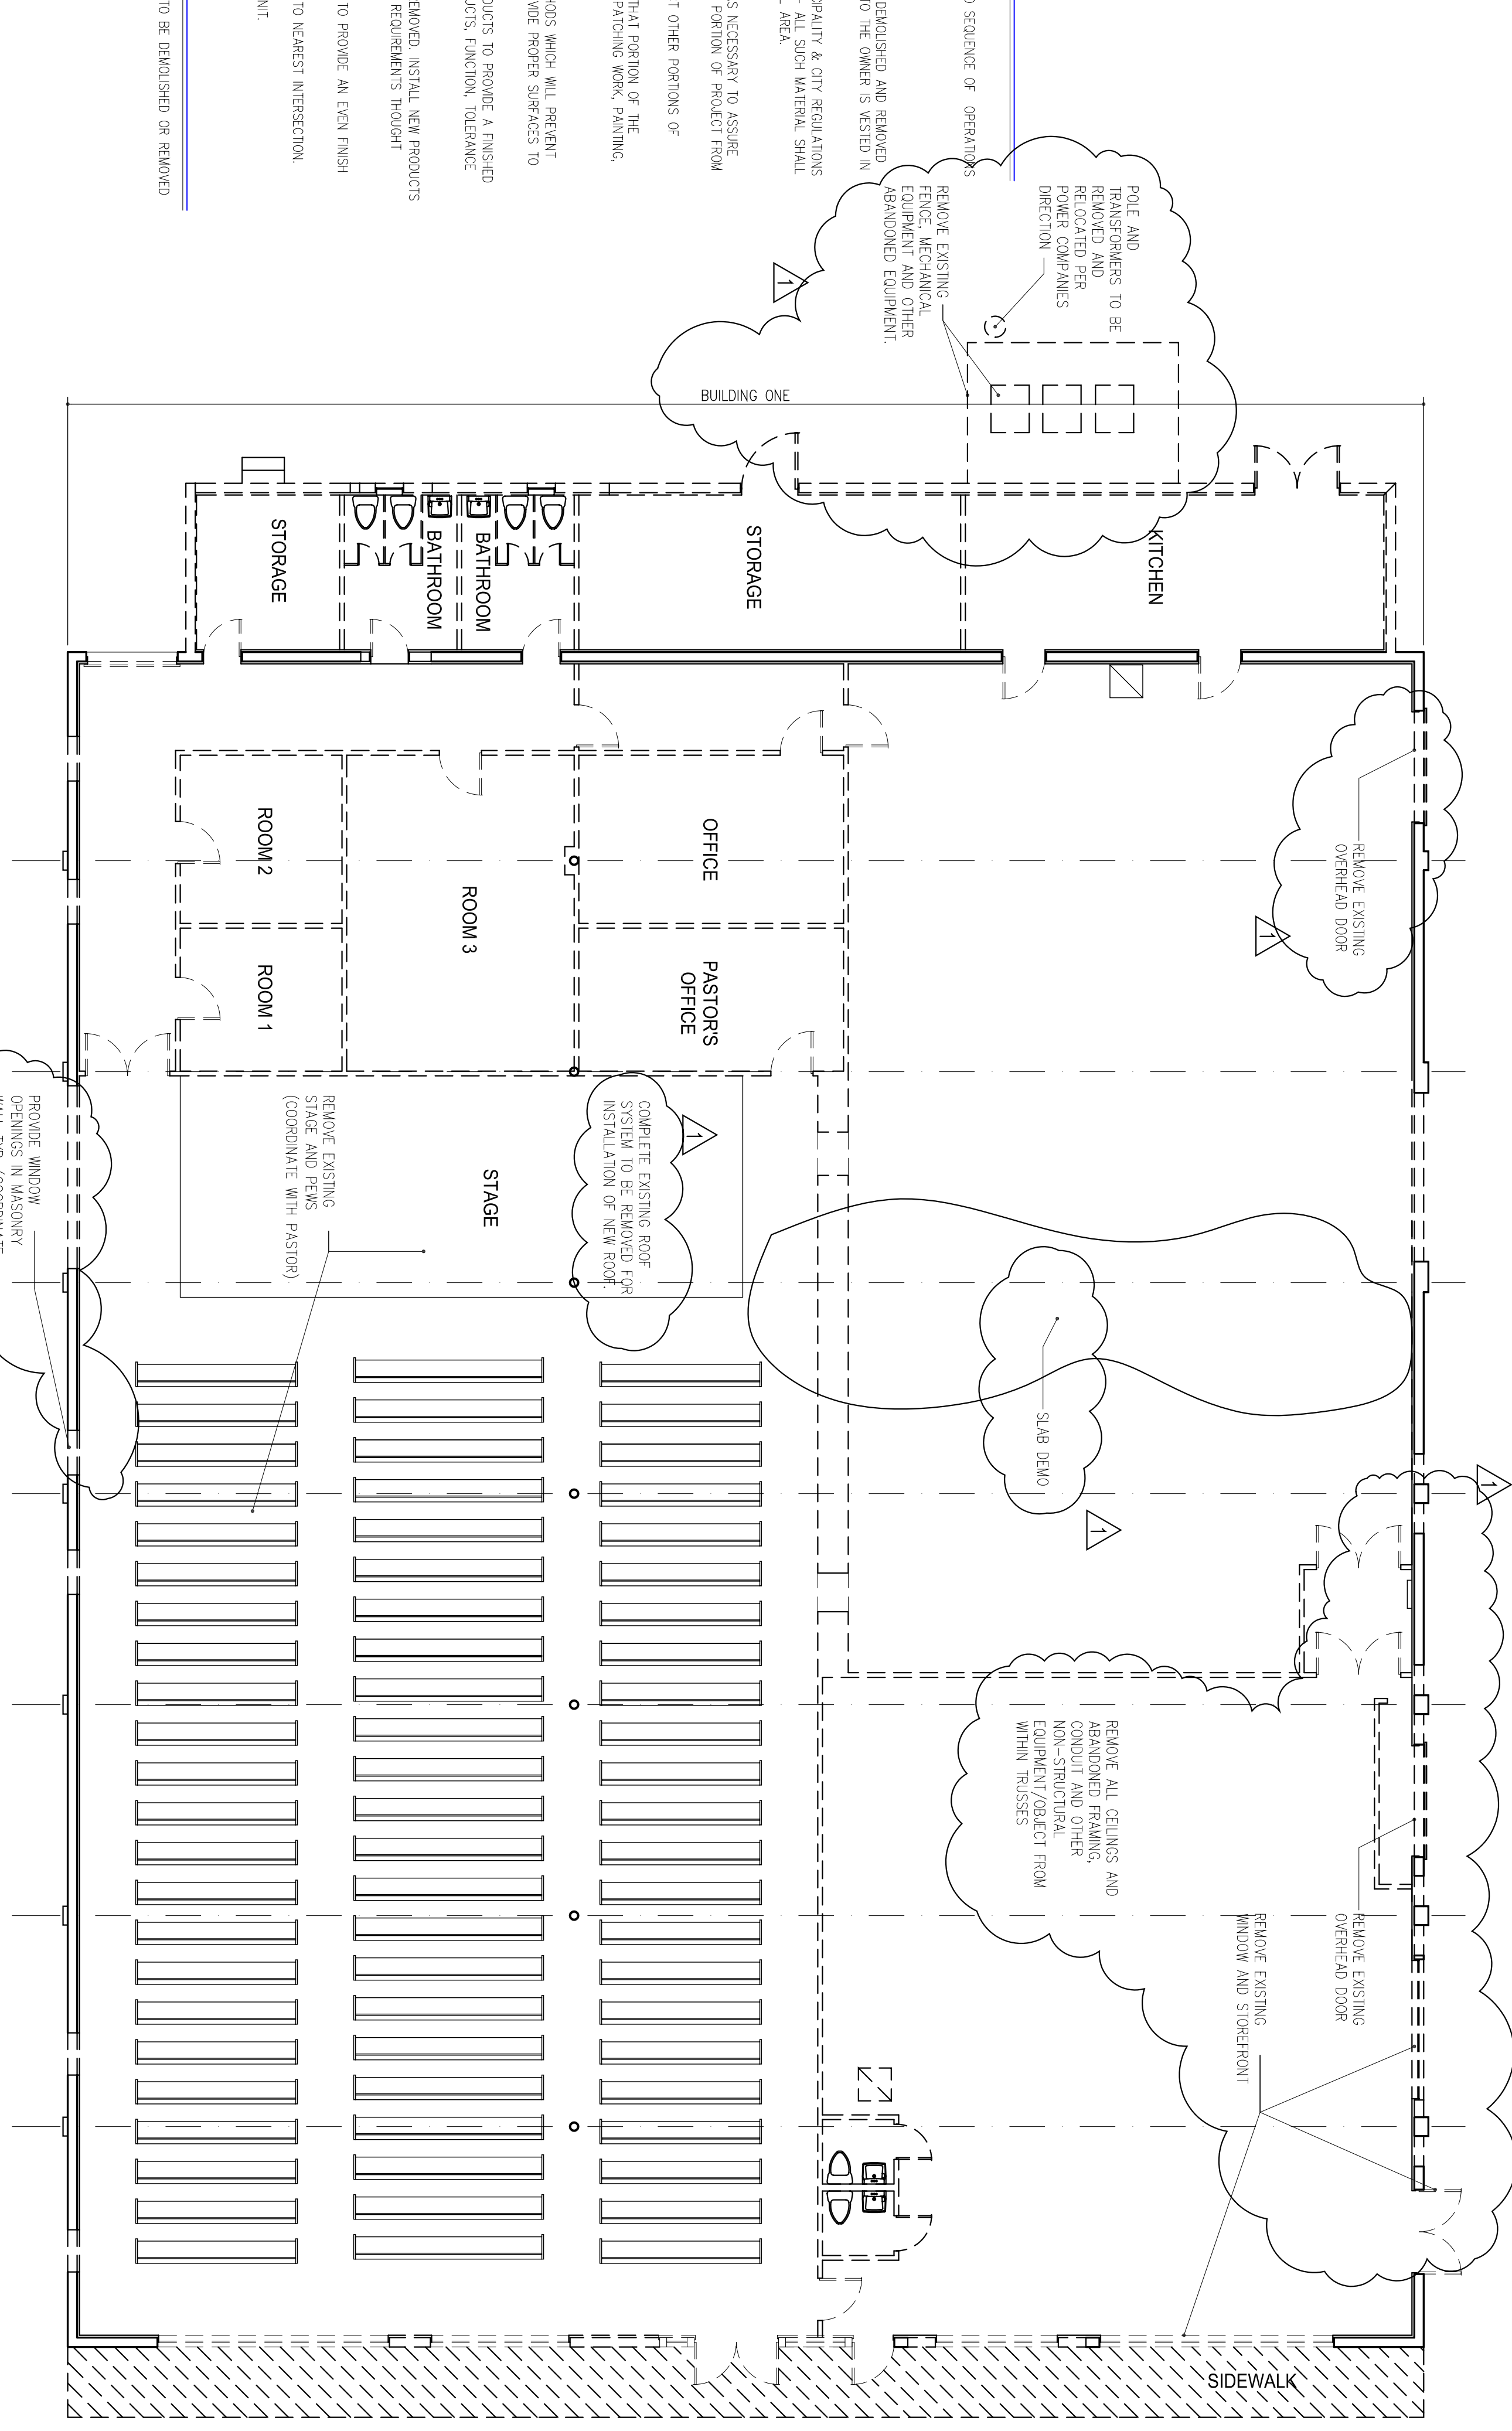 D SEQUENCE OF OPERATIONS
DEMOLISHED AND REMOVED
TO THE OWNER IS VESTED IN
CIPALITY & CITY REGULATIONS
ALL SUCH MATERIAL SHALL
AREA.
S NECESSARY TO ASSURE
PORTION OF PROJECT FROM
T OTHER PORTIONS OF
THAT PORTION OF THE
PATCHING WORK, PAINTING,
HODS WHICH WILL PREVENT
VIDE PROPER SURFACES TO
DUCTS TO PROVIDE A FINISHED
UCTS, FUNCTION, TOLERANCE
EMOVED. INSTALL NEW PRODUCTS
REQUIREMENTS THOUGHT
TO PROVIDE AN EVEN FINISH
TO NEAREST INTERSECTION.
NIT.
TO BE DEMOLISHED OR REMOVED
POLE AND
TRANSFORMERS TO BE
REMOVED AND
RELOCATED PER
POWER COMPANIES
DIRECTION
REMOVE EXISTING
FENCE, MECHANICAL
EQUIPMENT AND OTHER
ABANDONED EQUIPMENT.
1
BUILDING ONE
KITCHEN
STORAGE
BATHROOM
BATHROOM
STORAGE
REMOVE EXISTING
OVERHEAD DOOR
1
OFFICE
PASTOR'S
OFFICE
ROOM 3
ROOM 2
ROOM 1
COMPLETE EXISTING ROOF
SYSTEM TO BE REMOVED FOR
INSTALLATION OF NEW ROOF.
1
STAGE
REMOVE EXISTING
STAGE AND PEWS
(COORDINATE WITH PASTOR)
PROVIDE WINDOW
OPENINGS IN MASONRY
WALL TYP. (COORDINATE
SLAB DEMO
1
1
REMOVE ALL CEILINGS AND
ABANDONED FRAMING,
CONDUIT AND OTHER
NON-STRUCTURAL
EQUIPMENT/OBJECT FROM
WITHIN TRUSSES
REMOVE EXISTING
OVERHEAD DOOR
REMOVE EXISTING
WINDOW AND STOREFRONT
SIDEWALK